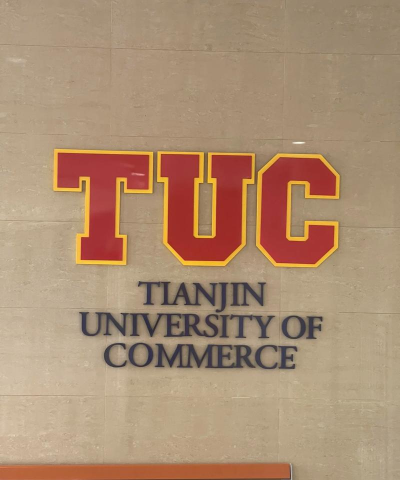 TUC
TIANJIN
UNIVERSITY OF
COMMERCE